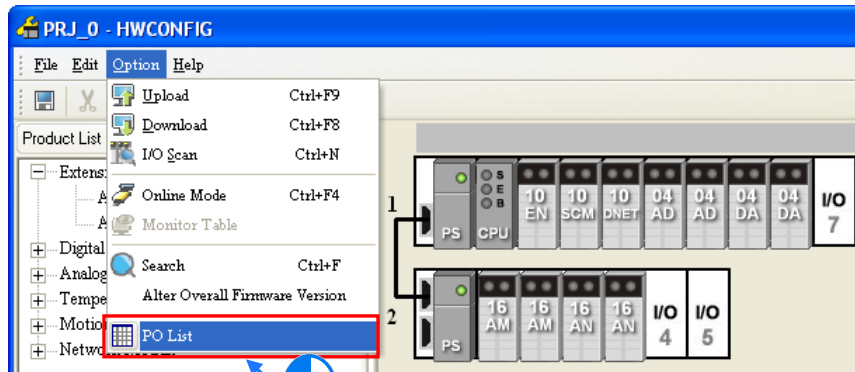 PRJ_0 - HWCONFIG
File Edit Option Help
Upload Ctrl+F9
Download Ctrl+F8
I/O Scan Ctrl+N
Online Mode Ctrl+F4
Monitor Table
Search Ctrl+F
Alter Overall Firmware Version
PO List
Product List
Extens
A
A
Digital
Analog
Tempe
Motio
Netwo
1
PS
CPU
S
E
B
10 EN
10 SCM
10 DNET
04 AD
04 AD
04 DA
04 DA
I/O 7
2
PS
16 AM
16 AM
16 AN
16 AN
I/O 4
I/O 5